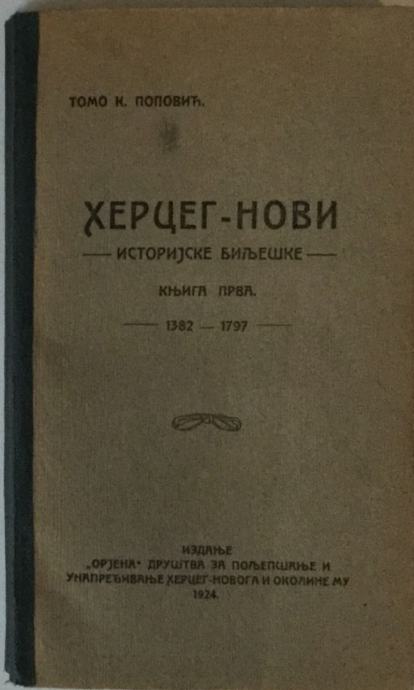 ТОМО К. ПОПОВИЋ.
ХЕРЦЕГ-НОВИ
— ИСТОРИЈСКЕ БИЉЕШКЕ —
КЊИГА ПРВА.
— 1382 — 1797 —
ИЗДАЊЕ
„ОРЈЕНА“ ДРУШТВА ЗА ПОЉЕПШАЊЕ И
УНАПРЕЂИВАЊЕ ХЕРЦЕГ-НОВОГА И ОКОЛИНЕ МУ
1924.